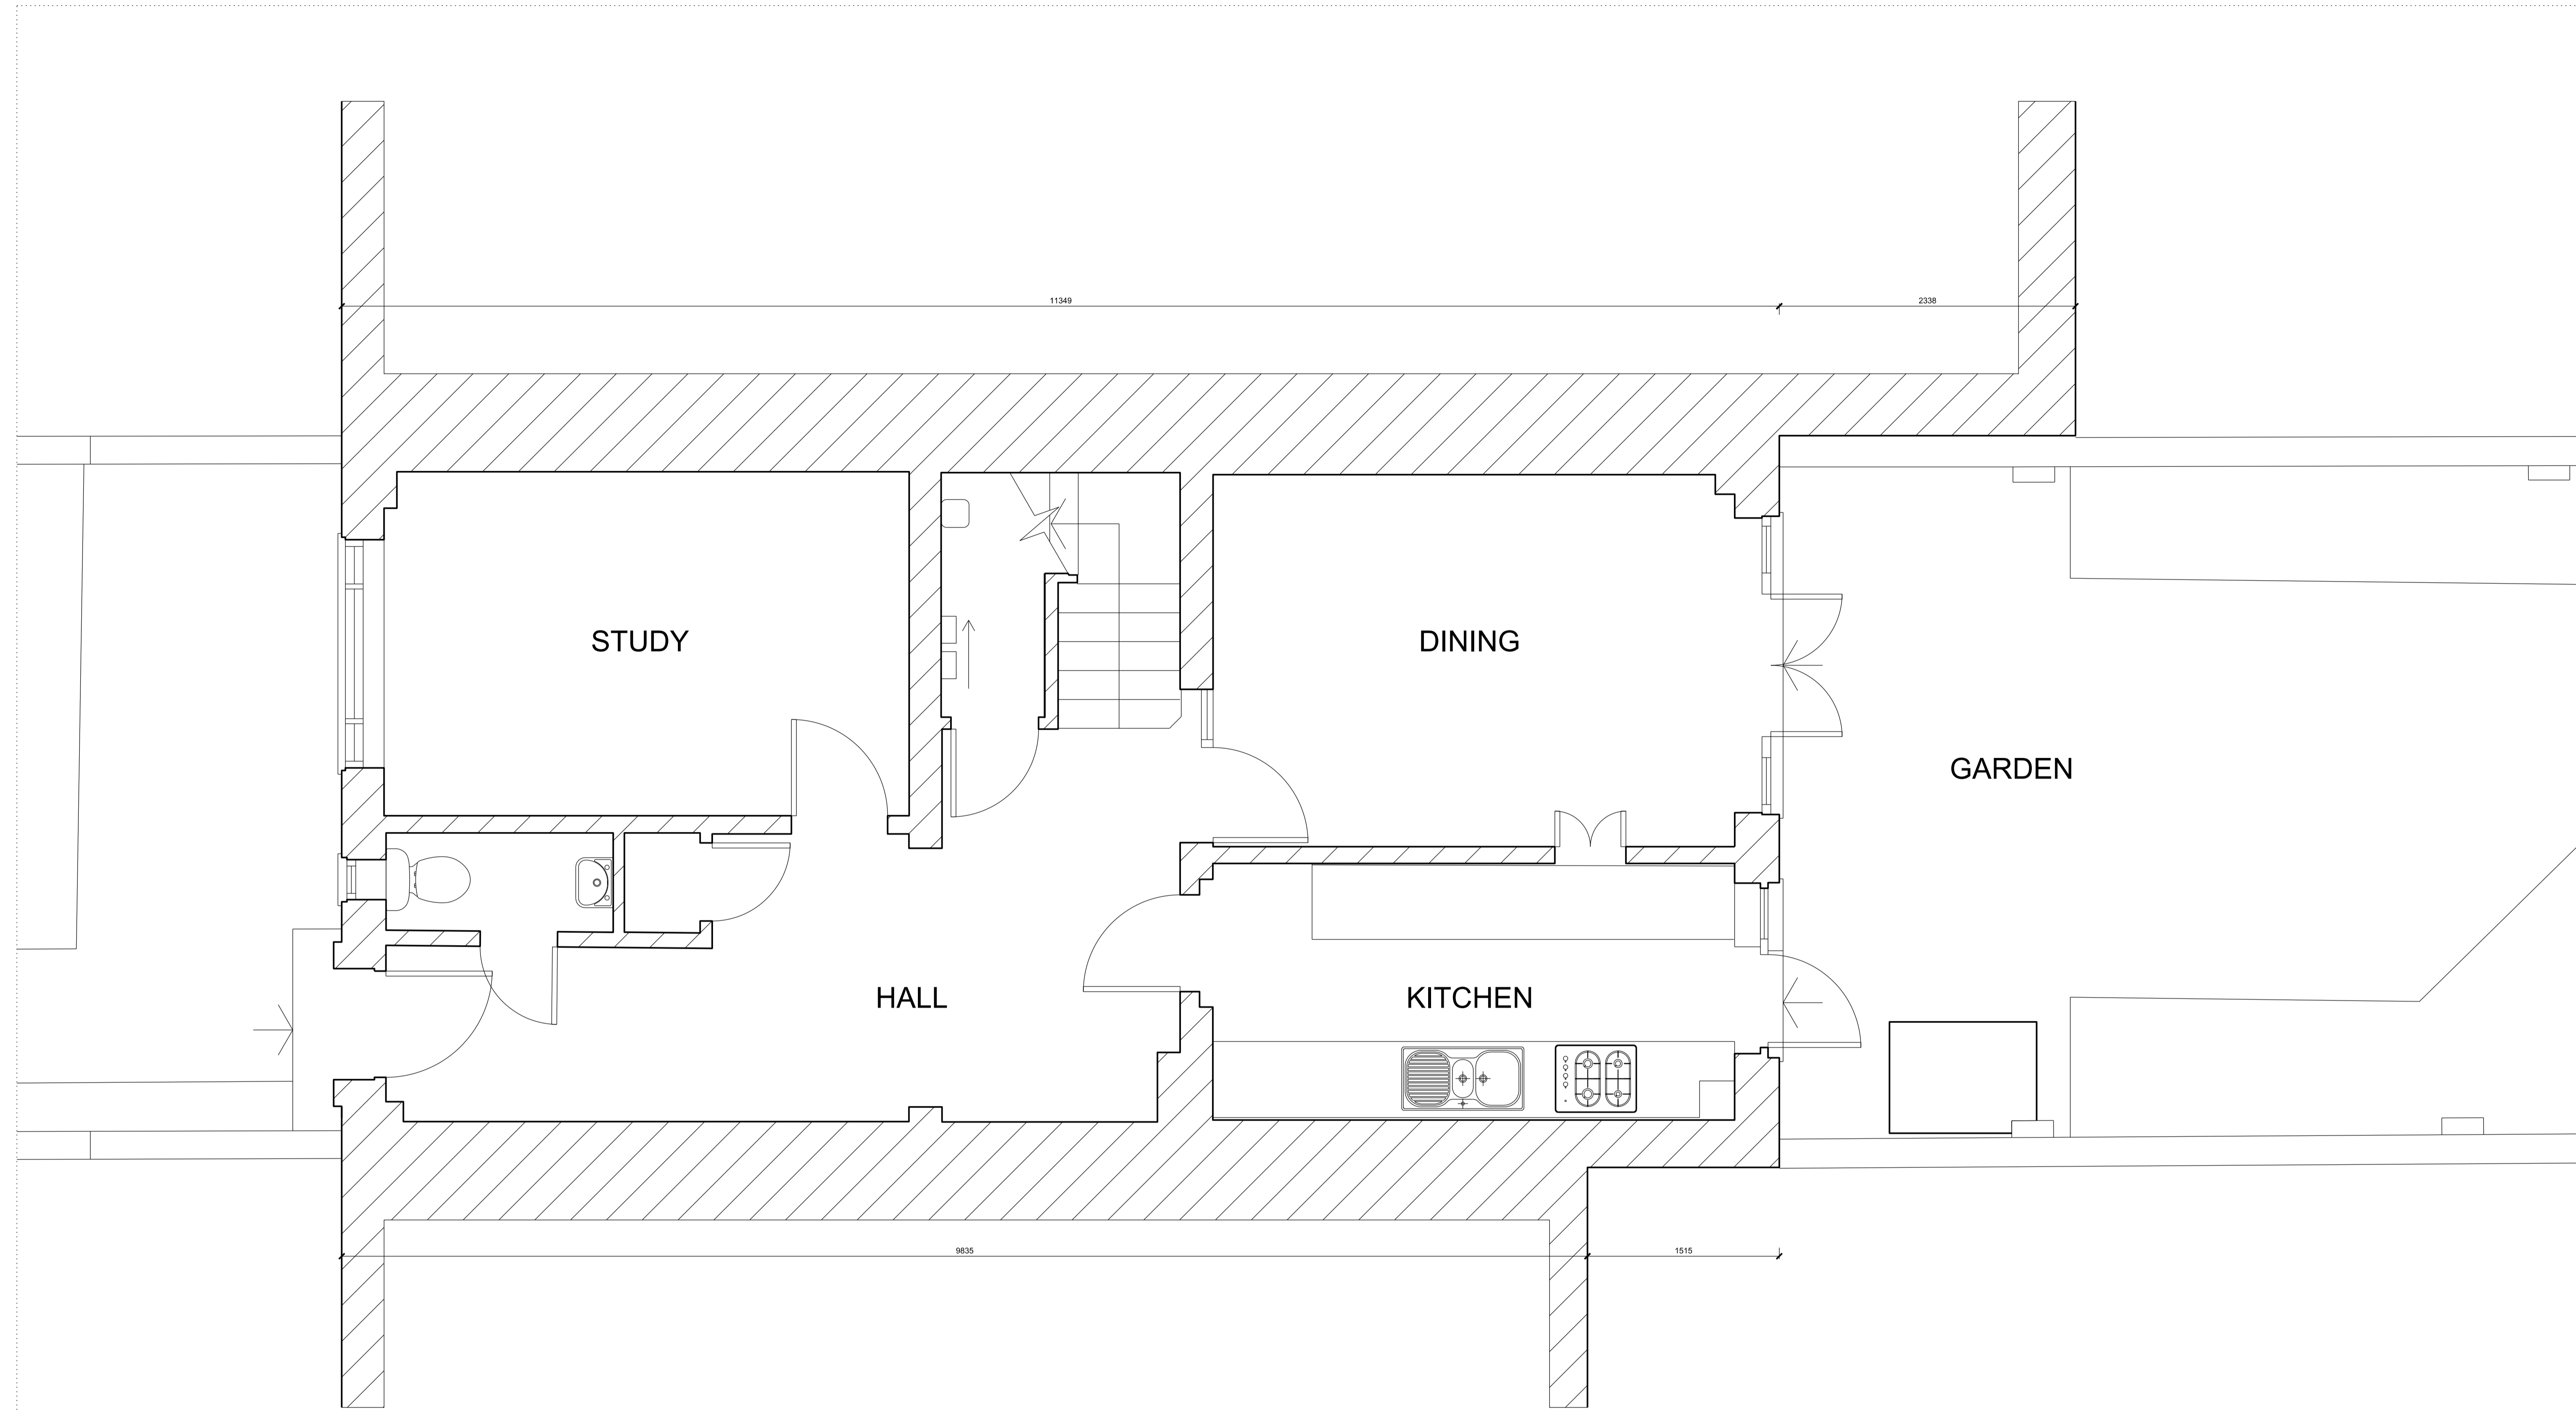 11349
2338
STUDY
DINING
GARDEN
HALL
KITCHEN
9835
1515